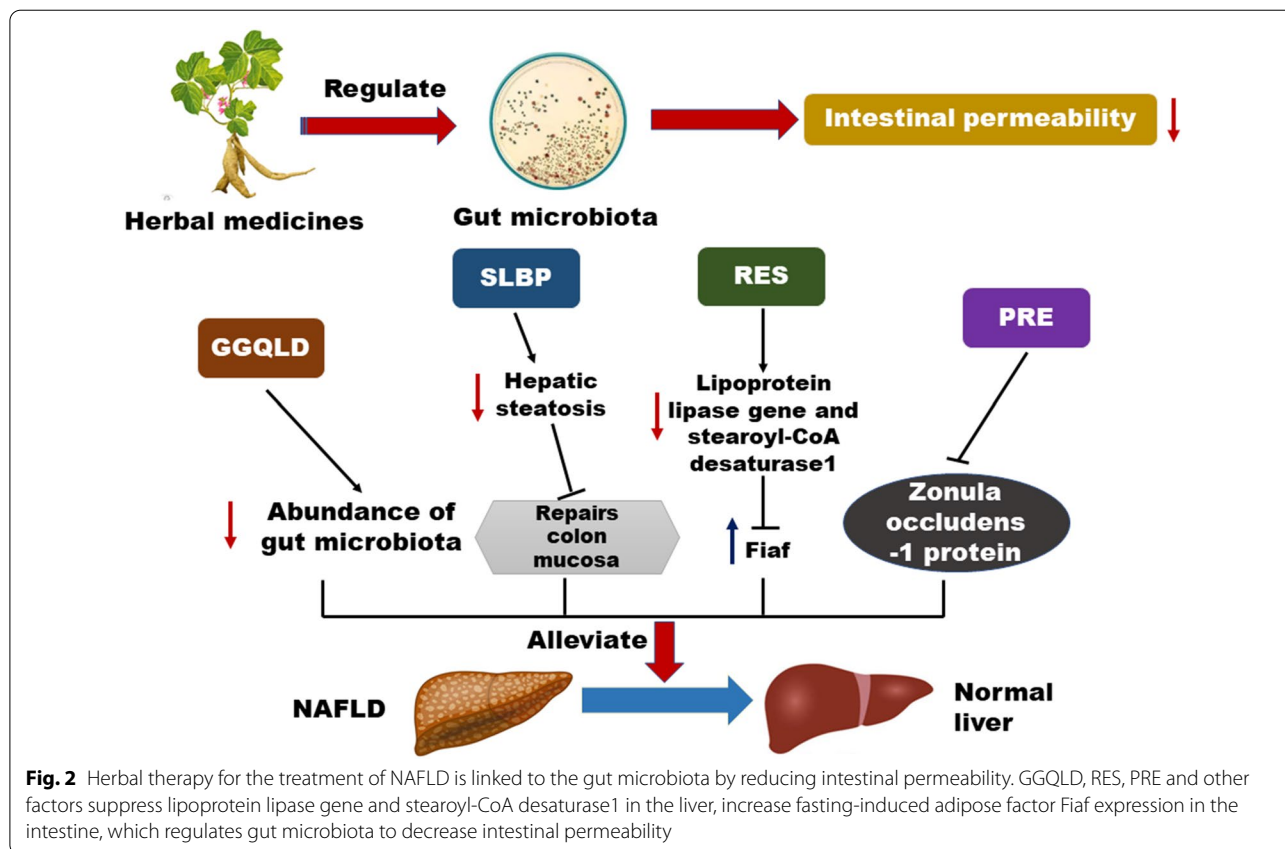 Regulate
Intestinal permeability
Herbal medicines
Gut microbiota
SLBP
RES
PRE
GGQLD
Hepatic
steatosis
Lipoprotein
lipase gene and
stearoyl-CoA
desaturase1
Abundance of
gut microbiota
Repairs
colon
mucosa
Fiaf
Zonula
occludens
-1 protein
Alleviate
NAFLD
Normal
liver
Fig. 2 Herbal therapy for the treatment of NAFLD is linked to the gut microbiota by reducing intestinal permeability. GGQLD, RES, PRE and other
factors suppress lipoprotein lipase gene and stearoyl-CoA desaturase1 in the liver, increase fasting-induced adipose factor Fiaf expression in the
intestine, which regulates gut microbiota to decrease intestinal permeability